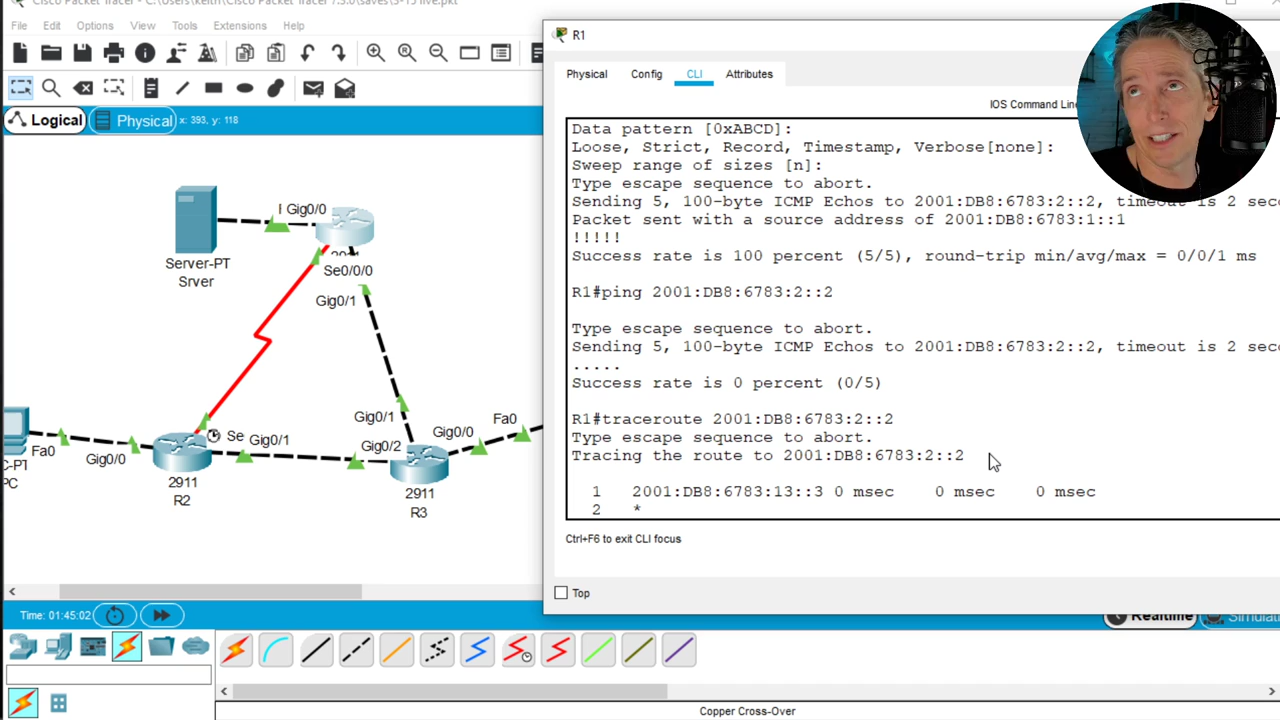 Cisco Packet Tracer - C:\Users\keith\Cisco Packet Tracer 7.3.0\saves\3-15 live.pkt
File Edit Options View Tools Extensions Help
Logical Physical x: 393, y: 118
Gig0/0
Server-PT
Srver
Se0/0/0
Gig0/1
Gig0/1
Fa0
Gig0/0
Se
Gig0/1
Gig0/2
Gig0/0
Fa0
C-PT
PC
2911
R2
2911
R3
R1
Physical Config CLI Attributes
IOS Command Line
Data pattern [0xABCD]:
Loose, Strict, Record, Timestamp, Verbose[none]:
Sweep range of sizes [n]:
Type escape sequence to abort.
Sending 5, 100-byte ICMP Echos to 2001:DB8:6783:2::2, timeout is 2 seco
Packet sent with a source address of 2001:DB8:6783:1::1
!!!!!
Success rate is 100 percent (5/5), round-trip min/avg/max = 0/0/1 ms
R1#ping 2001:DB8:6783:2::2
Type escape sequence to abort.
Sending 5, 100-byte ICMP Echos to 2001:DB8:6783:2::2, timeout is 2 seco
.....
Success rate is 0 percent (0/5)
R1#traceroute 2001:DB8:6783:2::2
Type escape sequence to abort.
Tracing the route to 2001:DB8:6783:2::2
1 2001:DB8:6783:13::3 0 msec 0 msec 0 msec
2 *
Ctrl+F6 to exit CLI focus
Top
Time: 01:45:02
Realtime Simulati
Copper Cross-Over